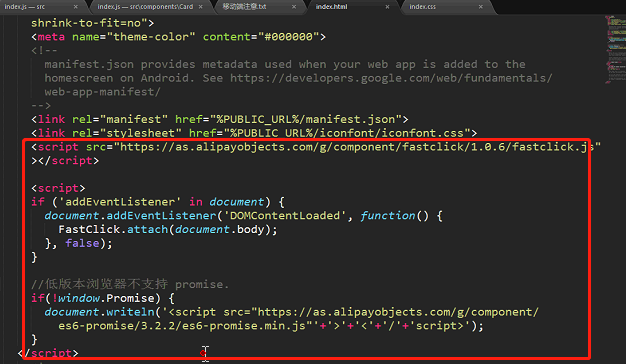 index.js — src
index.js — src\components\Card
移动端注意.txt
index.html
index.css
shrink-to-fit=no">
<meta name="theme-color" content="#000000">
<!--
manifest.json provides metadata used when your web app is added to the
homescreen on Android. See https://developers.google.com/web/fundamentals/
web-app-manifest/
-->
<link rel="manifest" href="%PUBLIC_URL%/manifest.json">
<link rel="stylesheet" href="%PUBLIC_URL%/iconfont/iconfont.css">
<script src="https://as.alipayobjects.com/g/component/fastclick/1.0.6/fastclick.js"
></script>
<script>
if ('addEventListener' in document) {
document.addEventListener('DOMContentLoaded', function() {
FastClick.attach(document.body);
}, false);
}
//低版本浏览器不支持 promise.
if(!window.Promise) {
document.writeln('<script src="https://as.alipayobjects.com/g/component/
es6-promise/3.2.2/es6-promise.min.js"'+'>'+'<'+'/'+'script>');
}
</script>